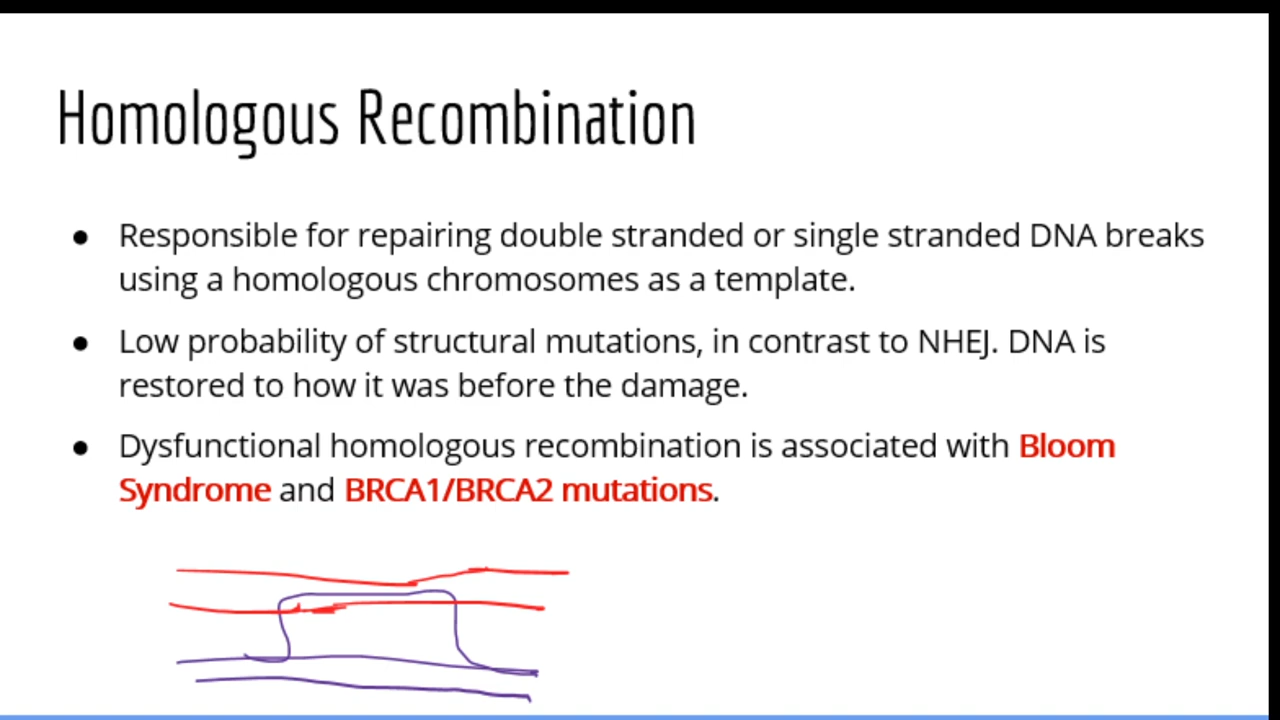 Homologous Recombination
● Responsible for repairing double stranded or single stranded DNA breaks
using a homologous chromosomes as a template.
● Low probability of structural mutations, in contrast to NHEJ. DNA is
restored to how it was before the damage.
● Dysfunctional homologous recombination is associated with Bloom
Syndrome and BRCA1/BRCA2 mutations.